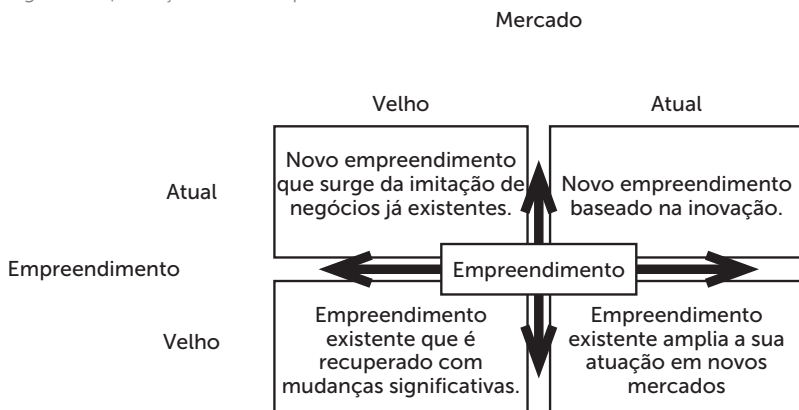 Mercado
Velho
Atual
Atual
Novo empreendimento
que surge da imitação de
negócios já existentes.
Novo empreendimento
baseado na inovação.
Empreendimento
Empreendimento
Velho
Empreendimento
existente que é
recuperado com
mudanças significativas.
Empreendimento
existente amplia a sua
atuação em novos
mercados